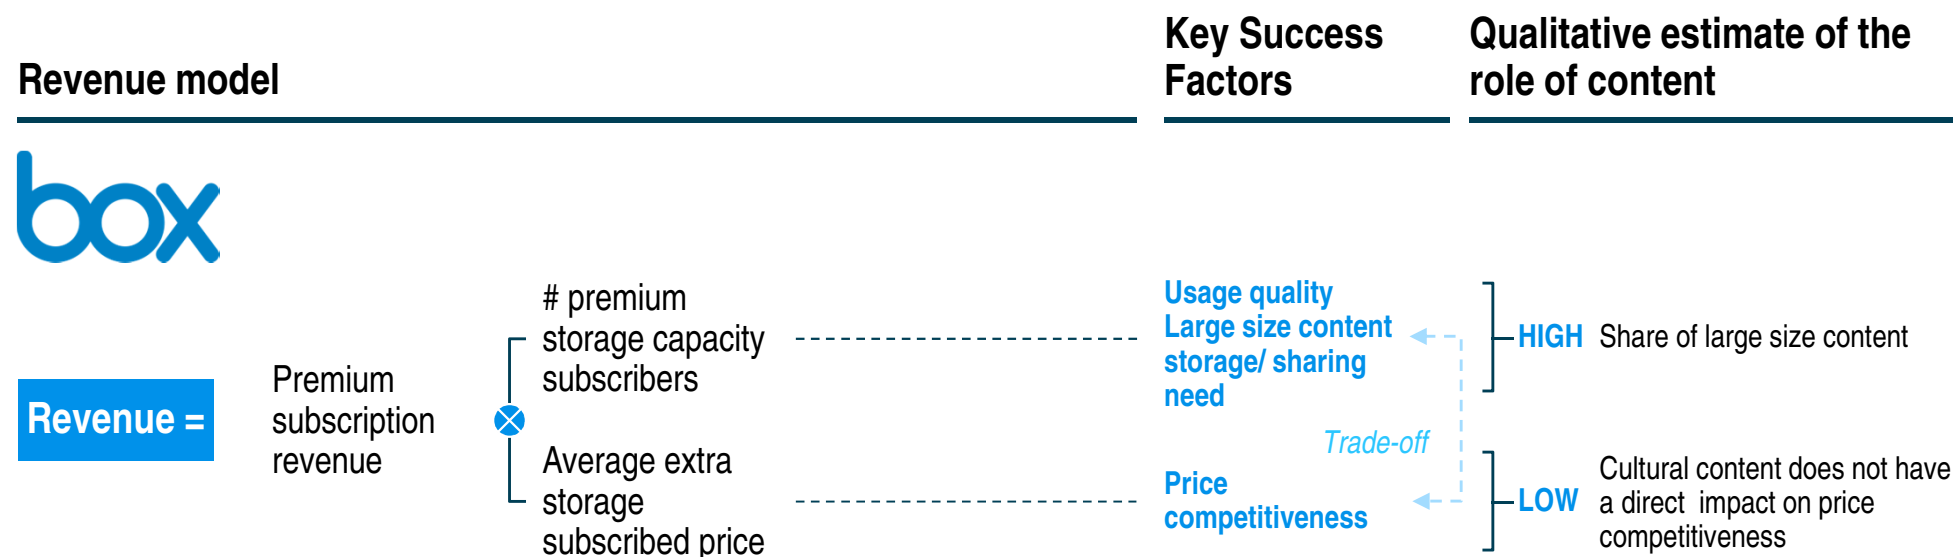 Revenue model
Key Success
Factors
Qualitative estimate of the
role of content
box
Revenue =
Premium
subscription
revenue
# premium
storage capacity
subscribers
Average extra
storage
subscribed price
Usage quality
Large size content
storage/ sharing
need
Trade-off
Price
competitiveness
HIGH
Share of large size content
LOW
Cultural content does not have
a direct impact on price
competitiveness